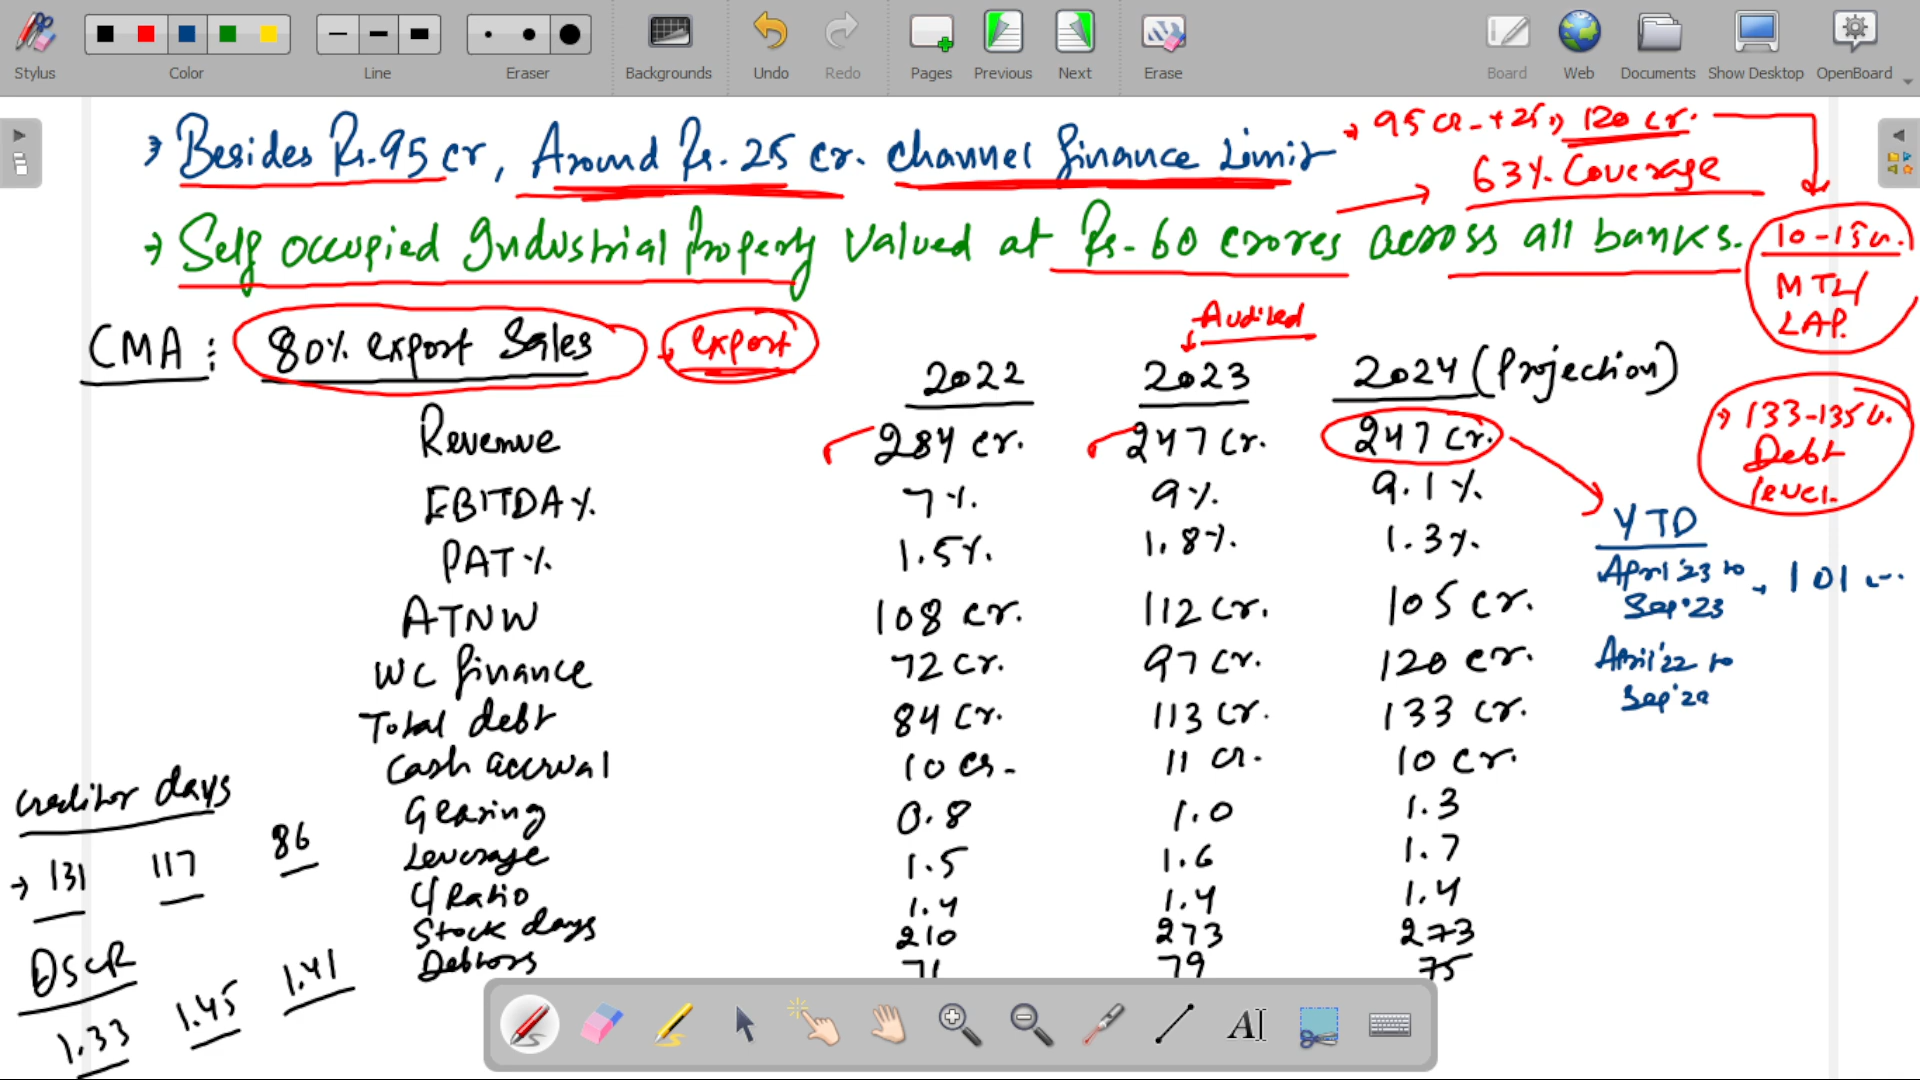 Stylus
Color
Line
Eraser
Backgrounds
Undo
Redo
Pages
Previous
Next
Erase
Board
Web
Documents
Show Desktop
OpenBoard
Besides Rs.95 cr, Around Rs.25 cr. channel finance Limit
95 cr + 25 120 cr.
63% Coverage
Self occupied Industrial Property Valued at Rs-60 crores across all banks.
10-15 cr.
MTL/
LAP.
CMA: 80% export Sales export
Audited
2022 2023 2024 (Projection)
133-135 cr.
Debt
level.
Revenue 284 cr. 247 cr. 247 cr.
EBITDA% 7%. 9%. 9.1%
PAT% 1.5%. 1.8%. 1.3%.
YTD
April'23 to
Sep'23
101
April'22 to
ATNW 108 cr. 112 cr. 105 cr.
WC finance 72 cr. 97 cr. 120 cr.
Total debt 84 cr. 113 cr. 133 cr.
Cash accrual 10 cr. 11 cr. 10 cr.
Gearing 0.8 1.0 1.3
Leverage 1.5 1.6 1.7
C/Ratio 1.4 1.4 1.4
Stock days 210 273 273
Debtors 71 79 75
creditor days
131 117 86
DSCR
1.33 1.45 1.41